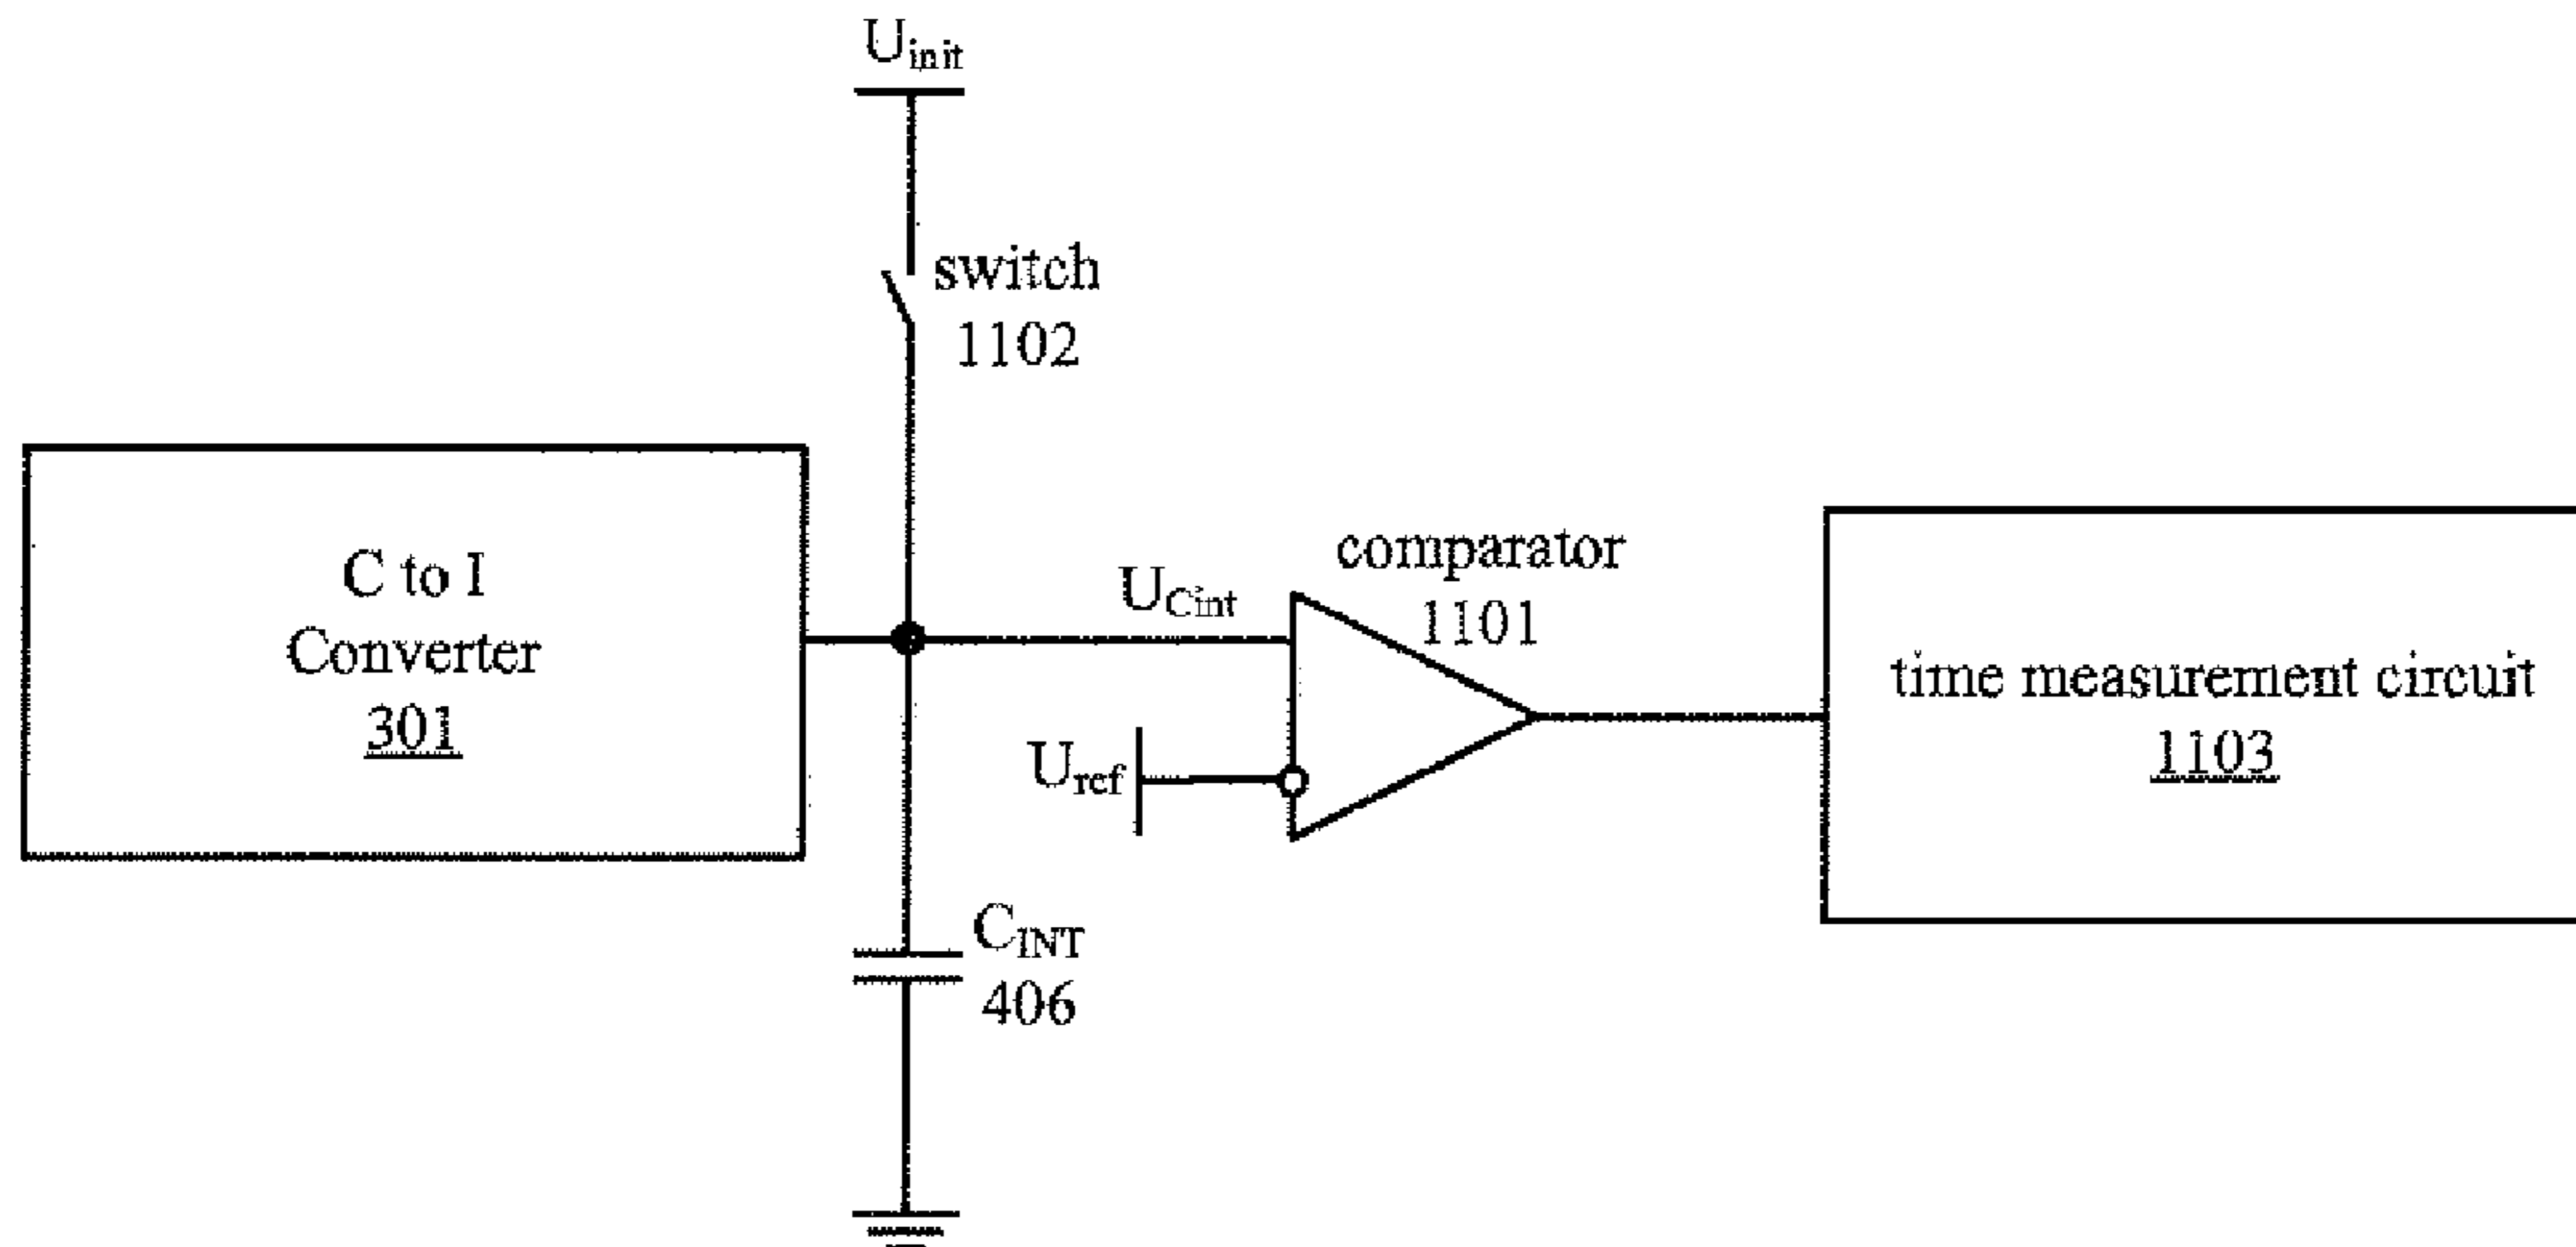 Uinit
switch
1102
C to I
Converter
301
UCint
comparator
1101
Uref
time measurement circuit
1103
CINT
406